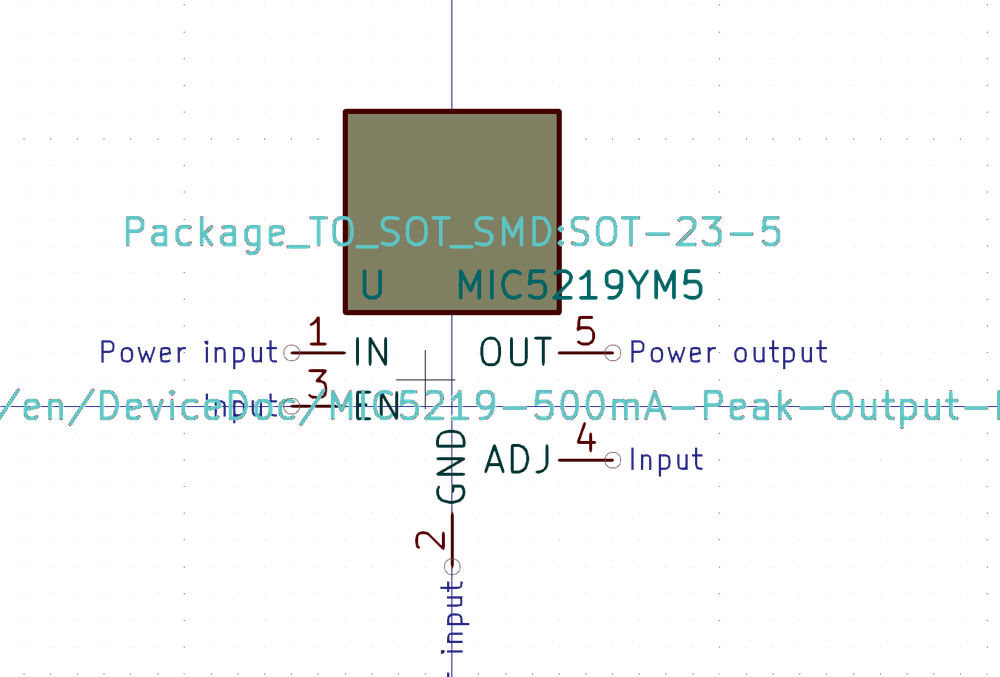 Package_TO_SOT_SMD:SOT-23-5
U MIC5219YM5
Power input 1 IN OUT 5 Power output
Input 3 EN
/en/DeviceDoc/MIC5219-500mA-Peak-Output-
GND ADJ 4 Input
2
input